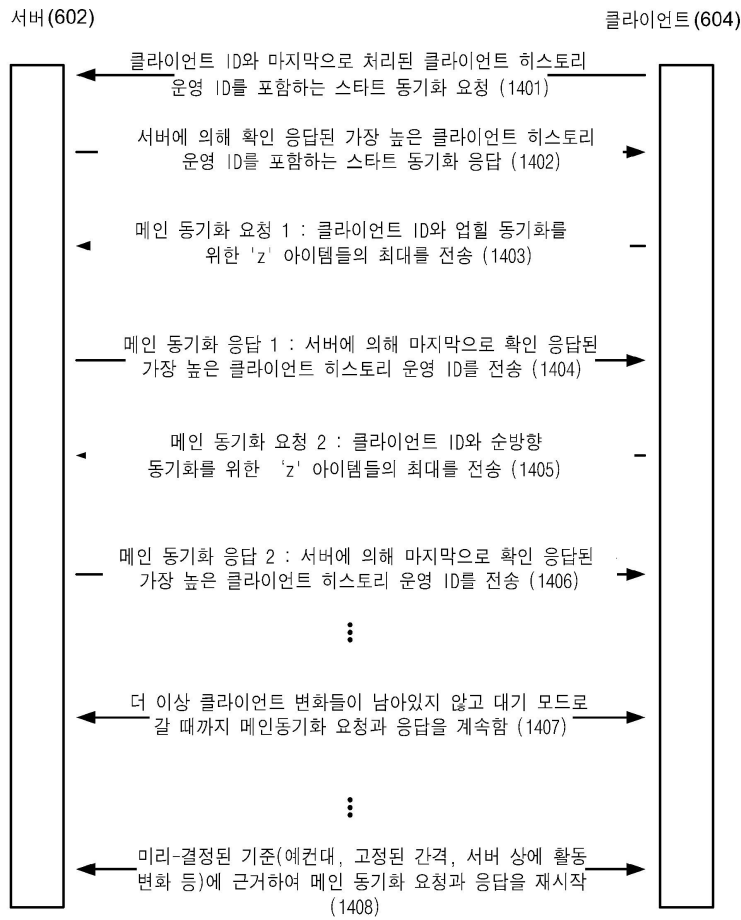 서버(602)
클라이언트(604)
클라이언트 ID와 마지막으로 처리된 클라이언트 히스토리
운영 ID를 포함하는 스타트 동기화 요청 (1401)
서버에 의해 확인 응답된 가장 높은 클라이언트 히스토리
운영 ID를 포함하는 스타트 동기화 응답 (1402)
메인 동기화 요청 1 : 클라이언트 ID와 업힐 동기화를
위한 'z' 아이템들의 최대를 전송 (1403)
메인 동기화 응답 1 : 서버에 의해 마지막으로 확인 응답된
가장 높은 클라이언트 히스토리 운영 ID를 전송 (1404)
메인 동기화 요청 2 : 클라이언트 ID와 순방향
동기화를 위한 ‘z' 아이템들의 최대를 전송 (1405)
메인 동기화 응답 2 : 서버에 의해 마지막으로 확인 응답된
가장 높은 클라이언트 히스토리 운영 ID를 전송 (1406)
더 이상 클라이언트 변화들이 남아있지 않고 대기 모드로
갈 때까지 메인동기화 요청과 응답을 계속함 (1407)
미리-결정된 기준(예컨대, 고정된 간격, 서버 상에 활동
변화 등)에 근거하여 메인 동기화 요청과 응답을 재시작
(1408)